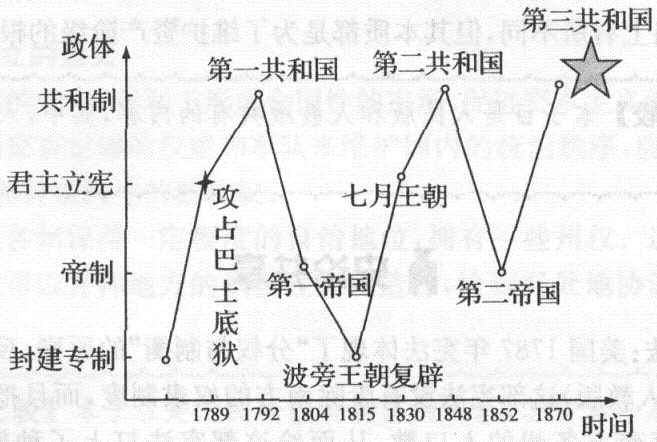 第三共和国
政体
第一共和国
第二共和国
共和制
君主立宪
攻占巴士底狱
七月王朝
帝制
第一帝国
第二帝国
封建专制
波旁王朝复辟
1789 1792 1804 1815 1830 1848 1852 1870
时间